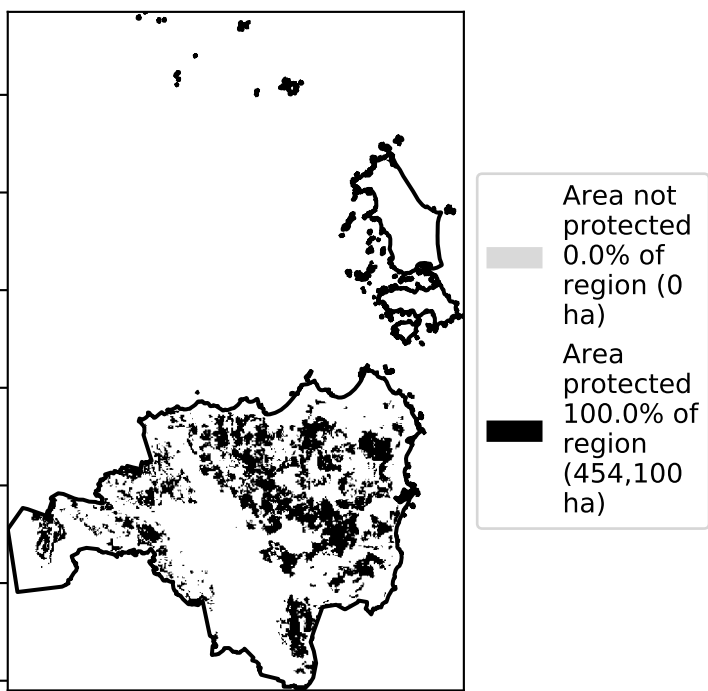 Area not
protected
0.0% of
region (0
ha)
Area
protected
100.0% of
region
(454,100
ha)